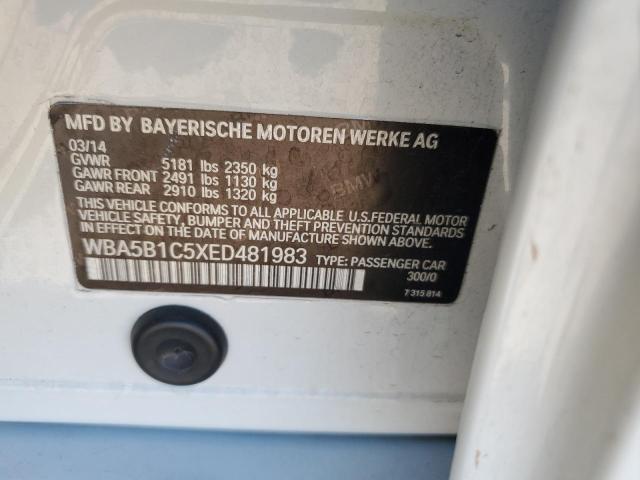 MFD BY BAYERISCHE MOTOREN WERKE AG
03/14
GVWR 5181 lbs 2350 kg
GAWR FRONT 2491 lbs 1130 kg
GAWR REAR 2910 lbs 1320 kg
BMW
THIS VEHICLE CONFORMS TO ALL APPLICABLE U.S.FEDERAL MOTOR
VEHICLE SAFETY, BUMPER AND THEFT PREVENTION STANDARDS
IN EFFECT ON THE DATE OF MANUFACTURE SHOWN ABOVE.
WBA5B1C5XED481983 TYPE: PASSENGER CAR
300/0
7 315 814